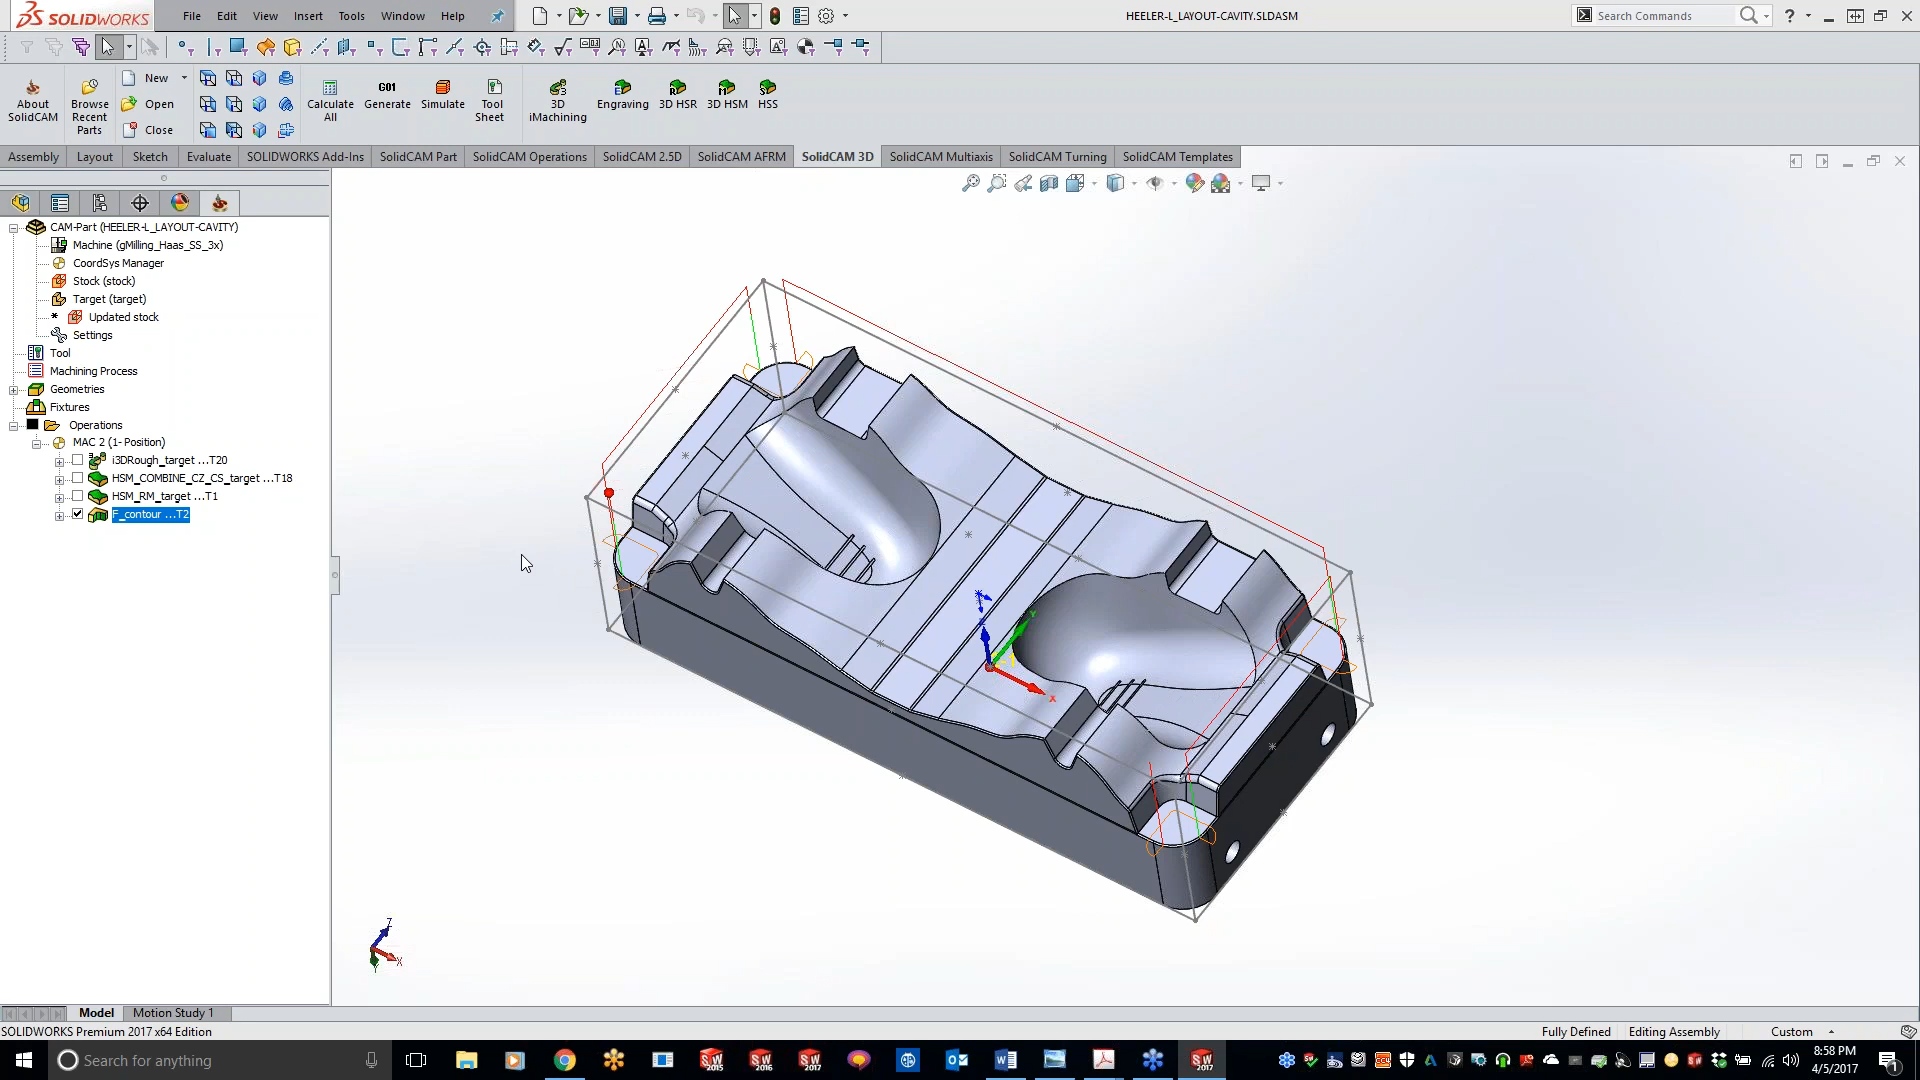 SOLIDWORKS File Edit View Insert Tools Window Help HEELER-L_LAYOUT-CAVITY.SLDASM Search Commands
About SolidCAM
Browse Recent Parts
New
Open
Close
Calculate All
G01
Generate
Simulate
Tool Sheet
3D iMachining
Engraving
3D HSR
3D HSM
HSS
Assembly Layout Sketch Evaluate SOLIDWORKS Add-Ins SolidCAM Part SolidCAM Operations SolidCAM 2.5D SolidCAM AFRM SolidCAM 3D SolidCAM Multiaxis SolidCAM Turning SolidCAM Templates
CAM-Part (HEELER-L_LAYOUT-CAVITY)
Machine (gMilling_Haas_SS_3x)
CoordSys Manager
Stock (stock)
Target (target)
* Updated stock
Settings
Tool
Machining Process
Geometries
Fixtures
Operations
MAC 2 (1- Position)
i3DRough_target ...T20
HSM_COMBINE_CZ_CS_target ...T18
HSM_RM_target ...T1
F_contour ...T2
Y
X
Z
X
Y
Model Motion Study 1
SOLIDWORKS Premium 2017 x64 Edition Fully Defined Editing Assembly Custom
Search for anything
2015
2016
2017
2017
8:58 PM
4/5/2017
1